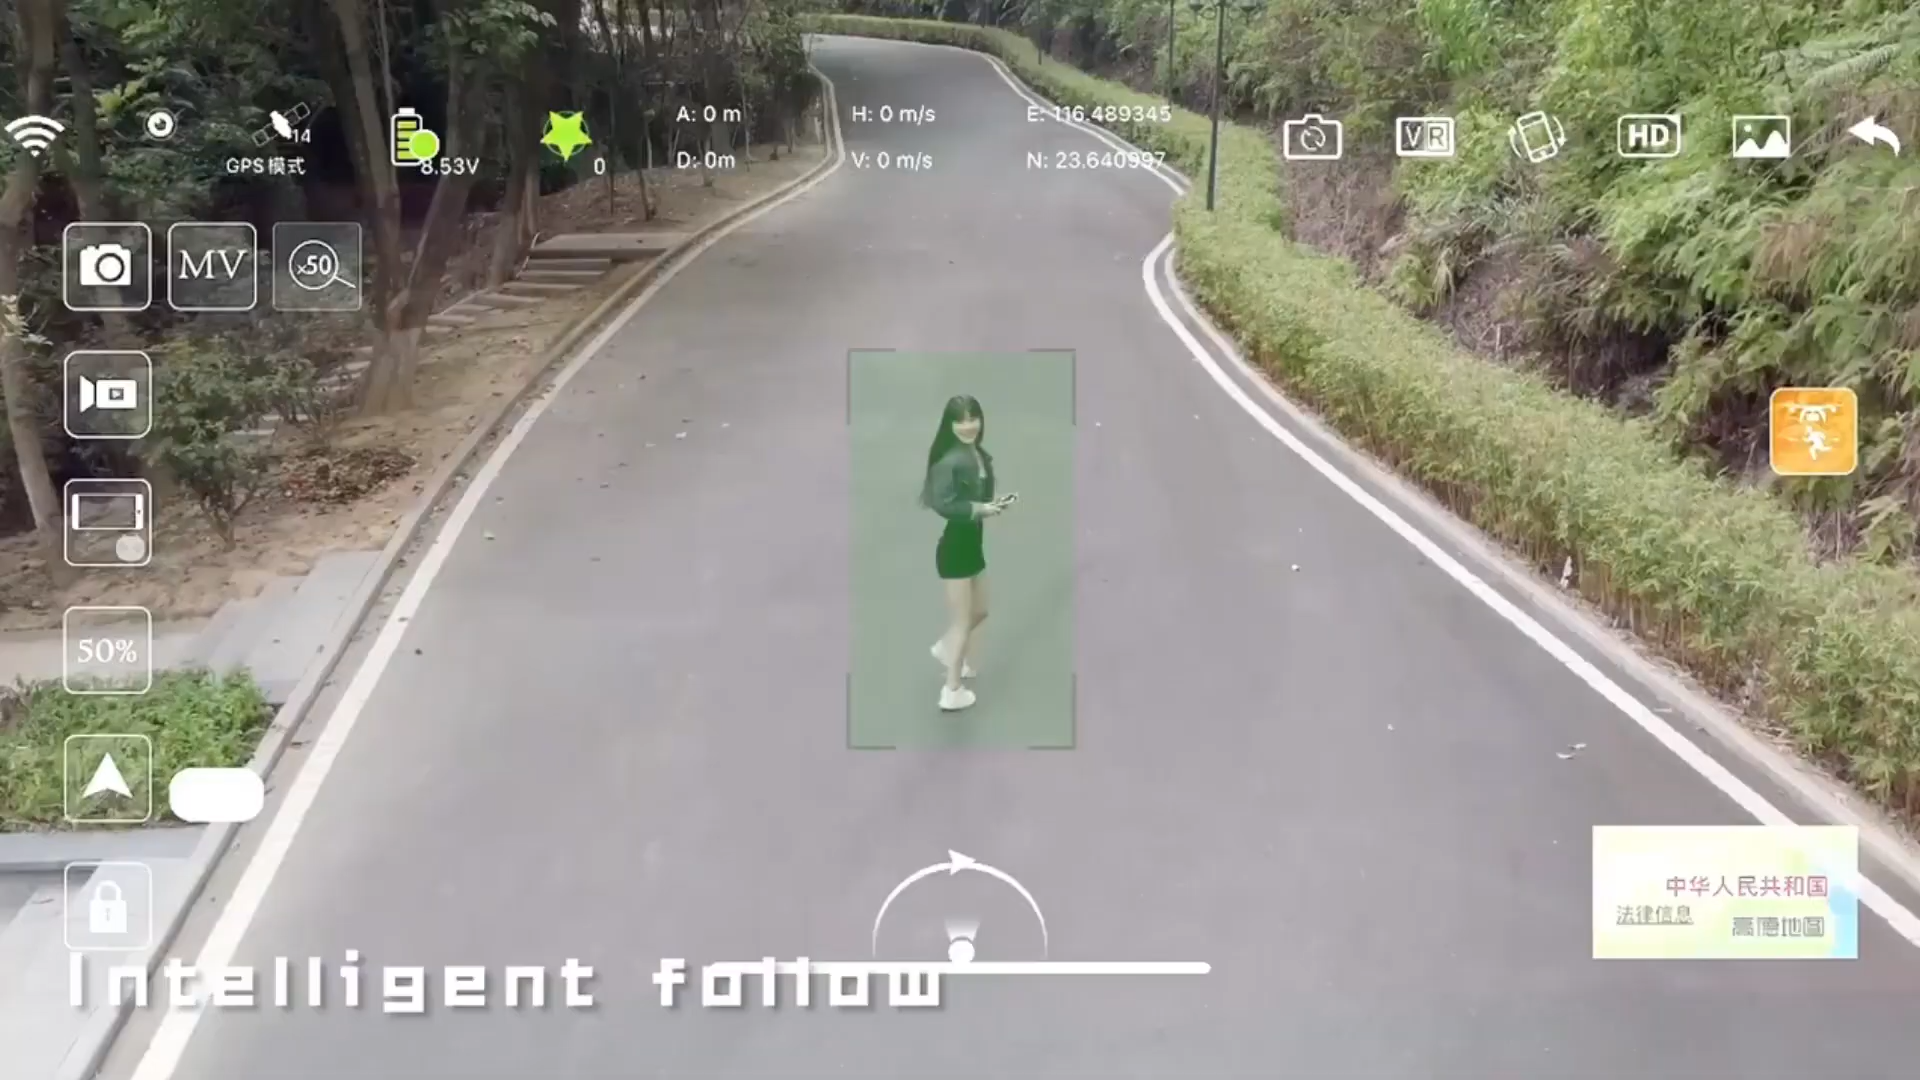 14
GPS 模式
8.53V
0
A: 0 m
H: 0 m/s
E: 116.489345
D: 0m
V: 0 m/s
N: 23.640997
VR
HD
MV
x50
50%
中华人民共和国
法律信息
高德地图
Intelligent follow